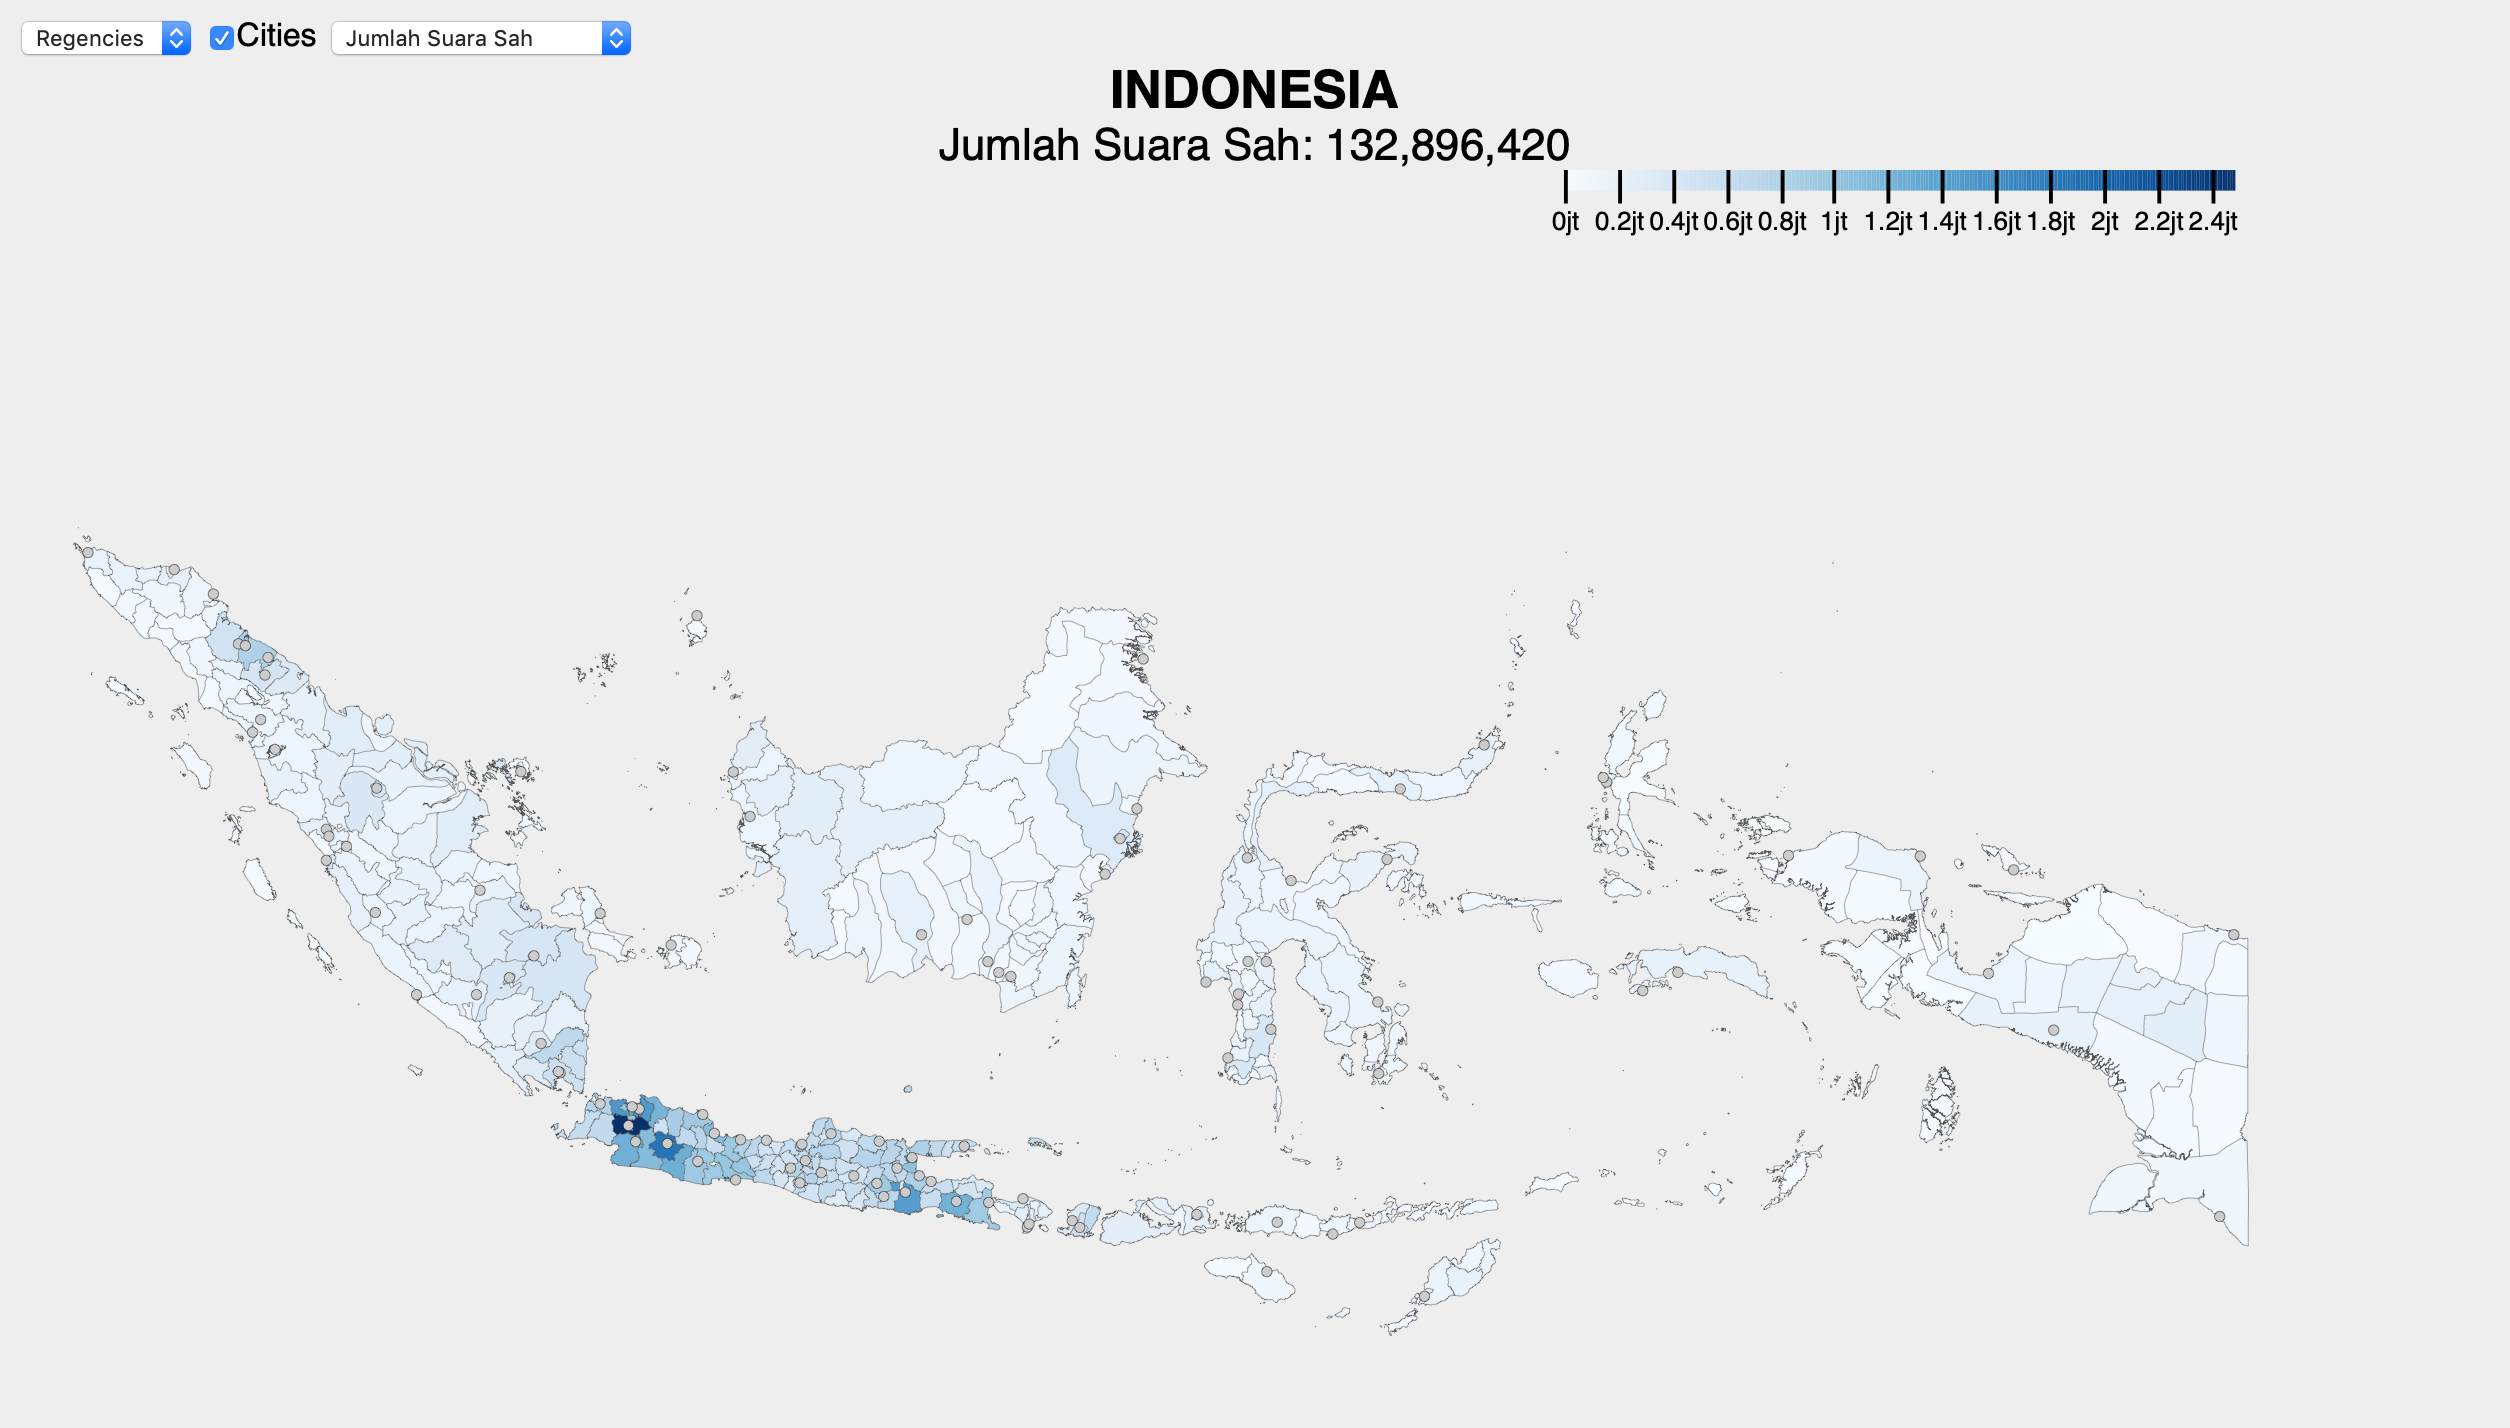 Regencies Cities Jumlah Suara Sah
INDONESIA
Jumlah Suara Sah: 132,896,420
0jt 0.2jt 0.4jt 0.6jt 0.8jt 1jt 1.2jt 1.4jt 1.6jt 1.8jt 2jt 2.2jt 2.4jt